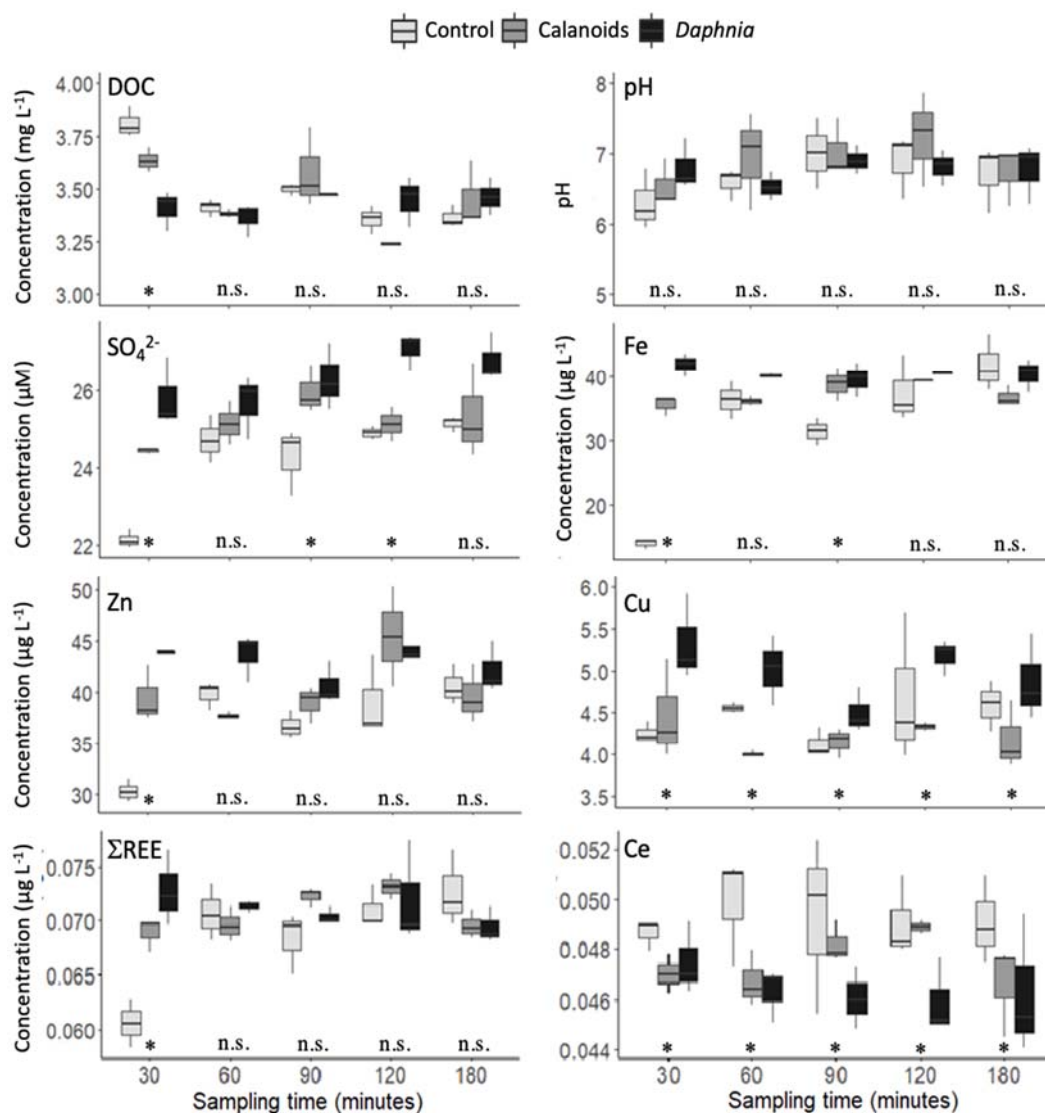 Control Calanoids Daphnia
DOC
Concentration (mg L⁻¹)
4.00
3.75
3.50
3.25
3.00
* n.s. n.s. n.s. n.s.
pH
pH
8
7
6
5
n.s. n.s. n.s. n.s. n.s.
SO₄²⁻
Concentration (µM)
26
24
22
* n.s. * * n.s.
Fe
Concentration (µg L⁻¹)
40
30
20
* n.s. * n.s. n.s.
Zn
Concentration (µg L⁻¹)
50
45
40
35
30
* n.s. n.s. n.s. n.s.
Cu
Concentration (µg L⁻¹)
6.0
5.5
5.0
4.5
4.0
3.5
* * * * *
ΣREE
Concentration (µg L⁻¹)
0.075
0.070
0.065
0.060
* n.s. n.s. n.s. n.s.
30 60 90 120 180
Sampling time (minutes)
Ce
0.052
0.050
0.048
0.046
0.044
* * * * *
30 60 90 120 180
Sampling time (minutes)